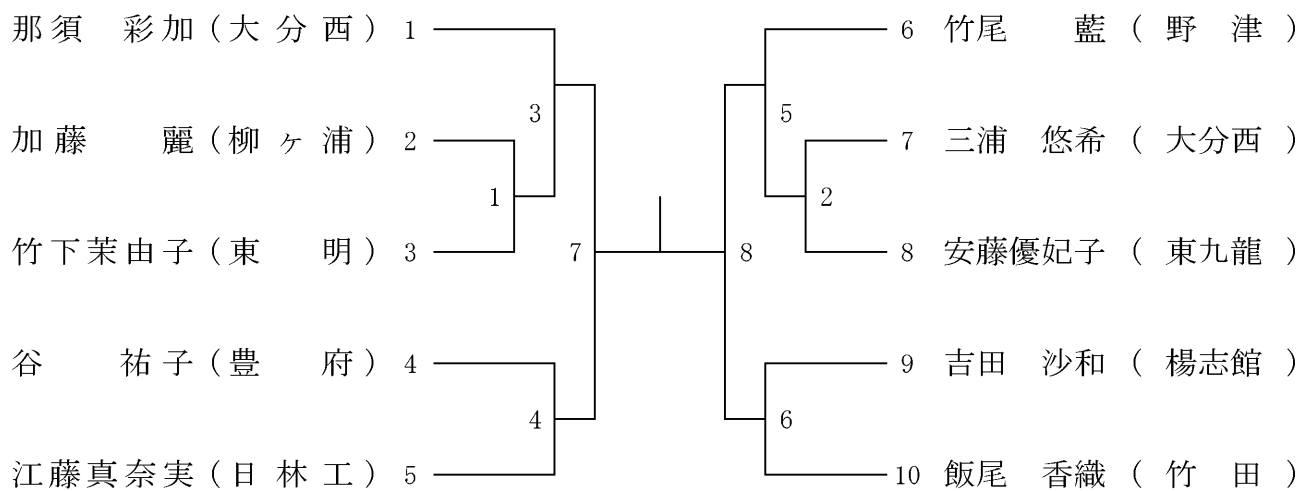 那須 彩加(大分西) 1
加藤 麗(柳ヶ浦) 2
竹下茉由子(東 明) 3
谷 祐子(豊 府) 4
江藤真奈実(日林工) 5
3
1
7
4
6 竹尾 藍 ( 野 津 )
7 三浦 悠希 ( 大分西 )
8 安藤優妃子 ( 東九龍 )
9 吉田 沙和 ( 楊志館 )
10 飯尾 香織 ( 竹 田 )
5
2
8
6